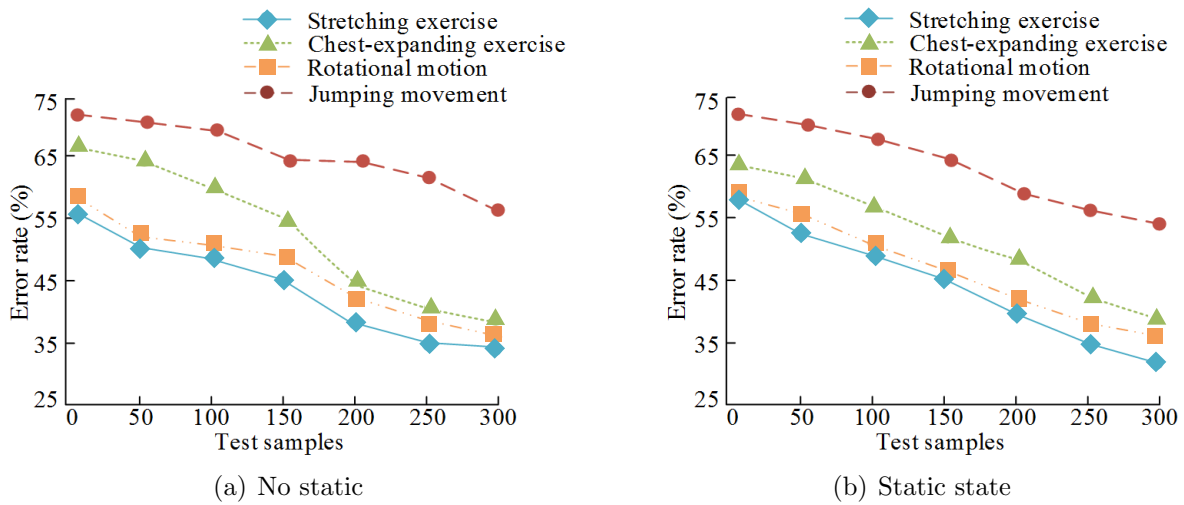 Stretching exercise
Chest-expanding exercise
Rotational motion
Jumping movement
75
65
55
45
35
25
Error rate (%)
0 50 100 150 200 250 300
Test samples
(a) No static
Stretching exercise
Chest-expanding exercise
Rotational motion
Jumping movement
75
65
55
45
35
25
Error rate (%)
0 50 100 150 200 250 300
Test samples
(b) Static state